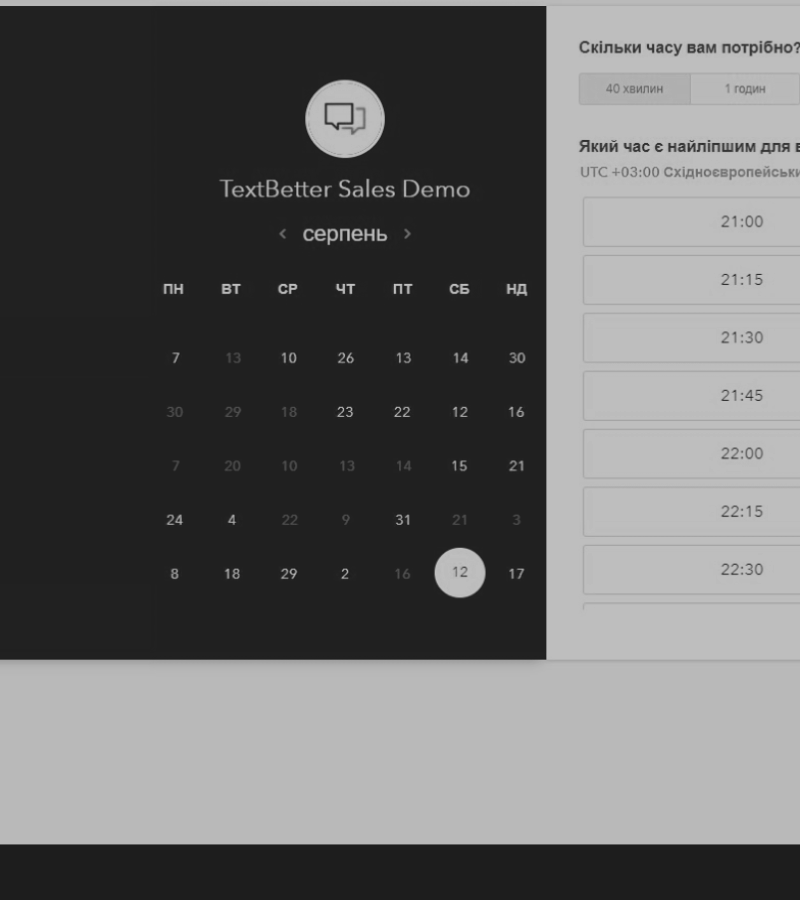 TextBetter Sales Demo
‹ серпень ›
ПН ВТ СР ЧТ ПТ СБ НД
7 13 10 26 13 14 30
30 29 18 23 22 12 16
7 20 10 13 14 15 21
24 4 22 9 31 21 3
8 18 29 2 16 12 17
Скільки часу вам потрібно?
40 хвилин 1 годин
Який час є найліпшим для в
UTC +03:00 Східноєвропейськи
21:00
21:15
21:30
21:45
22:00
22:15
22:30